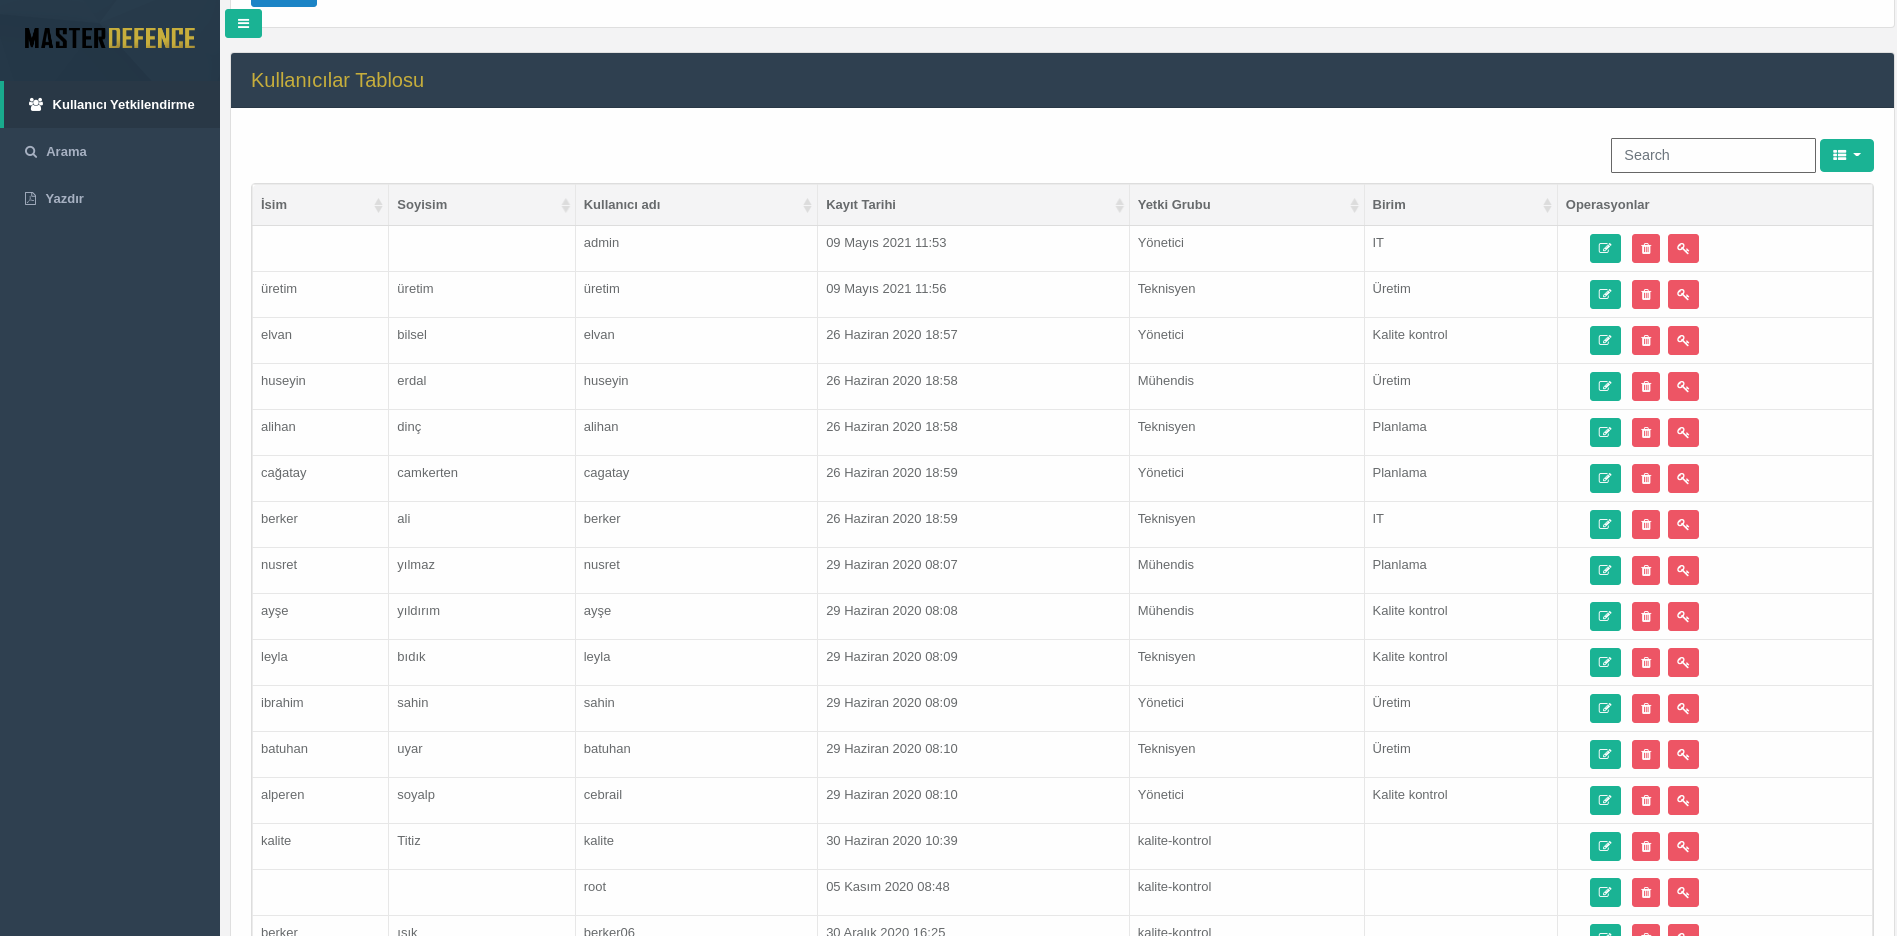 MASTERDEFENCE
Kullanıcı Yetkilendirme
Arama
Yazdır
Kullanıcılar Tablosu
Search
İsim Soyisim Kullanıcı adı Kayıt Tarihi Yetki Grubu Birim Operasyonlar
admin 09 Mayıs 2021 11:53 Yönetici IT
üretim üretim üretim 09 Mayıs 2021 11:56 Teknisyen Üretim
elvan bilsel elvan 26 Haziran 2020 18:57 Yönetici Kalite kontrol
huseyin erdal huseyin 26 Haziran 2020 18:58 Mühendis Üretim
alihan dinç alihan 26 Haziran 2020 18:58 Teknisyen Planlama
cağatay camkerten cagatay 26 Haziran 2020 18:59 Yönetici Planlama
berker ali berker 26 Haziran 2020 18:59 Teknisyen IT
nusret yılmaz nusret 29 Haziran 2020 08:07 Mühendis Planlama
ayşe yıldırım ayşe 29 Haziran 2020 08:08 Mühendis Kalite kontrol
leyla bıdık leyla 29 Haziran 2020 08:09 Teknisyen Kalite kontrol
ibrahim sahin sahin 29 Haziran 2020 08:09 Yönetici Üretim
batuhan uyar batuhan 29 Haziran 2020 08:10 Teknisyen Üretim
alperen soyalp cebrail 29 Haziran 2020 08:10 Yönetici Kalite kontrol
kalite Titiz kalite 30 Haziran 2020 10:39 kalite-kontrol
root 05 Kasım 2020 08:48 kalite-kontrol
berker ışık berker06 30 Aralık 2020 16:25 kalite-kontrol